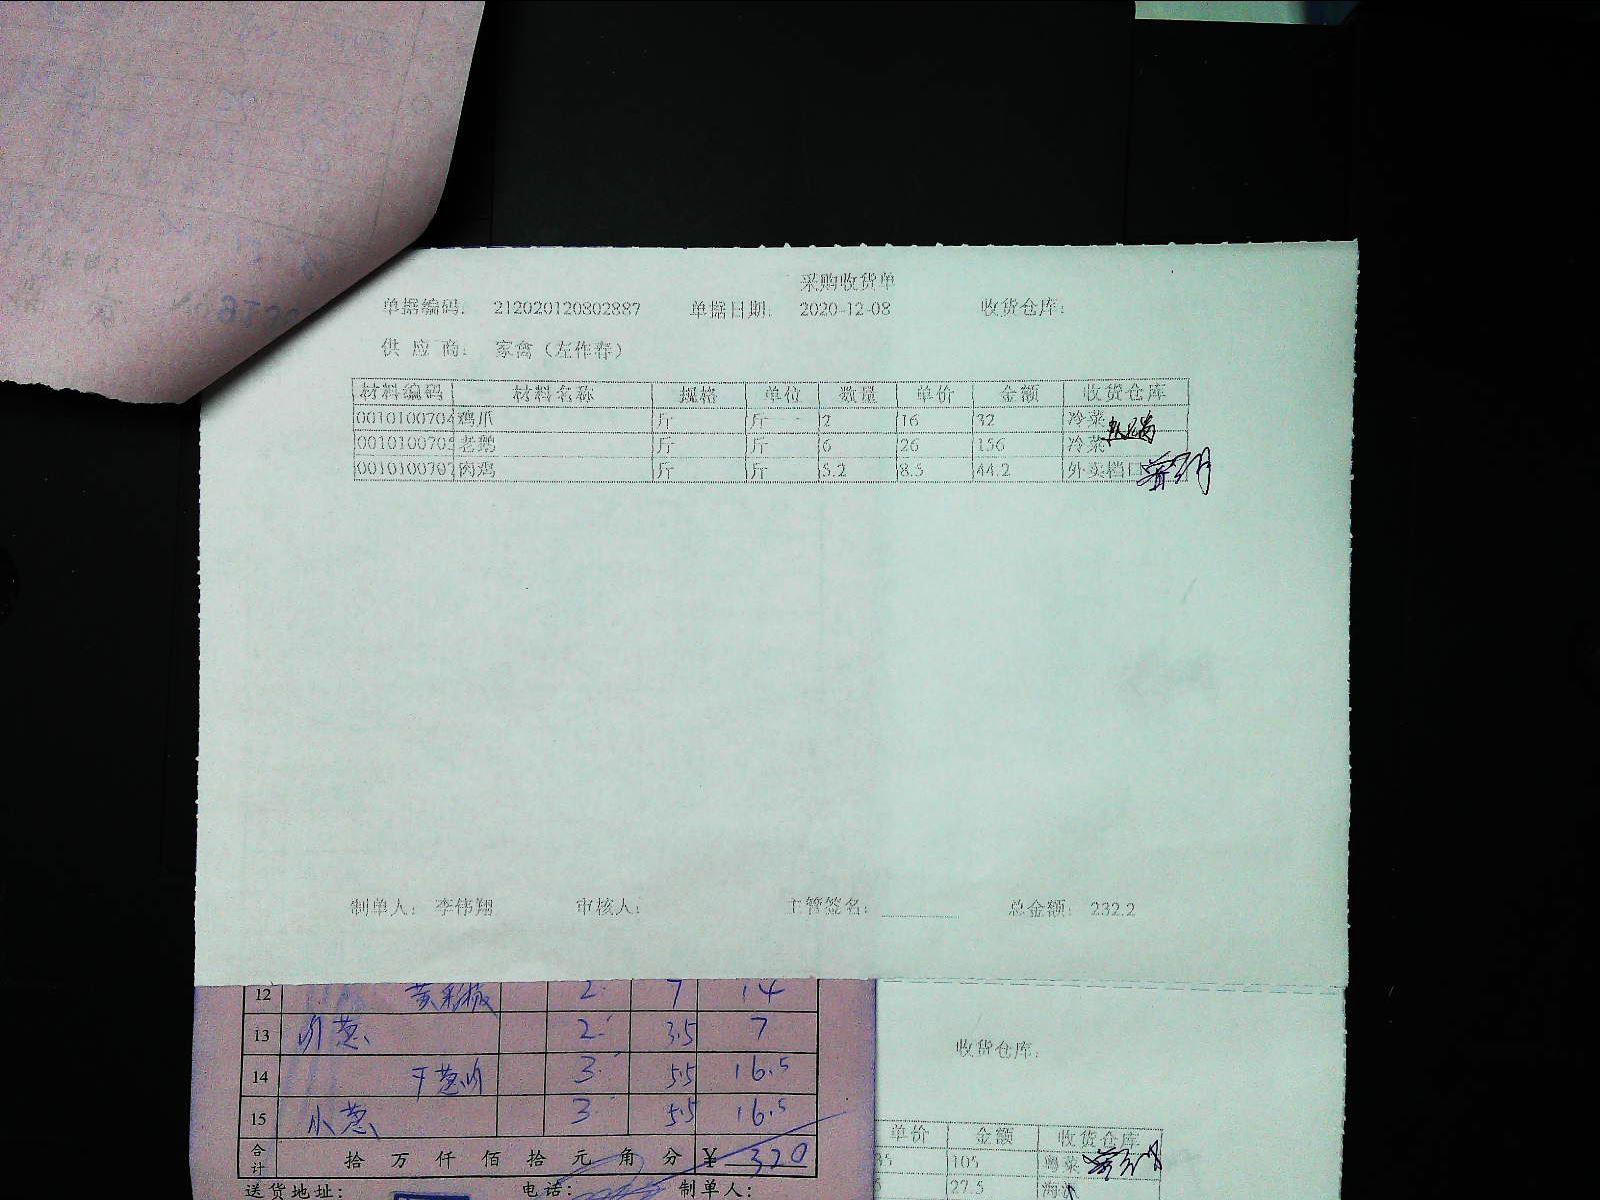 采购收货单
单据编码: 212020120802887 单据日期: 2020-12-08 收货仓库:
供 应 商: 家禽（左作春）
材料编码 材料名称 规格 单位 数量 单价 金额 收货仓库
0010100704 鸡爪 斤 斤 2 16 32 冷菜
001010070 老鹅 斤 斤 6 26 156 冷菜
001010070 肉鸡 斤 斤 5.2 8.5 44.2 外卖档口
制单人: 李伟翔 审核人: 主管签名: 总金额: 232.2
12 黄彩椒 2 7 14
13 2 3.5 7
14 3 5.5 16.5
15 小葱 3 5.5 16.5
合计 拾 万 仟 佰 拾 元 角 分 ¥ 320
送货地址: 电话: 制单人:
收货仓库:
单价 金额 收货仓库
35 105 粤菜
27.5